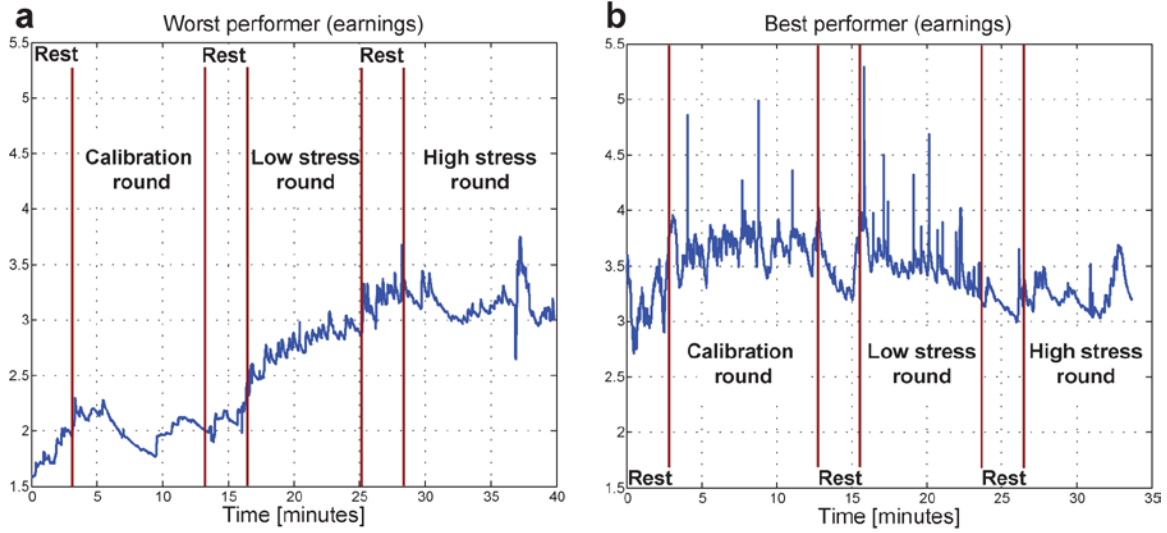 a
Worst performer (earnings)
5.5
5
4.5
4
3.5
3
2.5
2
1.5
Rest
Rest
Rest
Calibration
round
Low stress
round
High stress
round
0
5
10
15
20
25
30
35
40
Time [minutes]
b
Best performer (earnings)
5.5
5
4.5
4
3.5
3
2.5
2
1.5
Calibration
round
Low stress
round
High stress
round
Rest
Rest
Rest
0
5
10
15
20
25
30
35
Time [minutes]